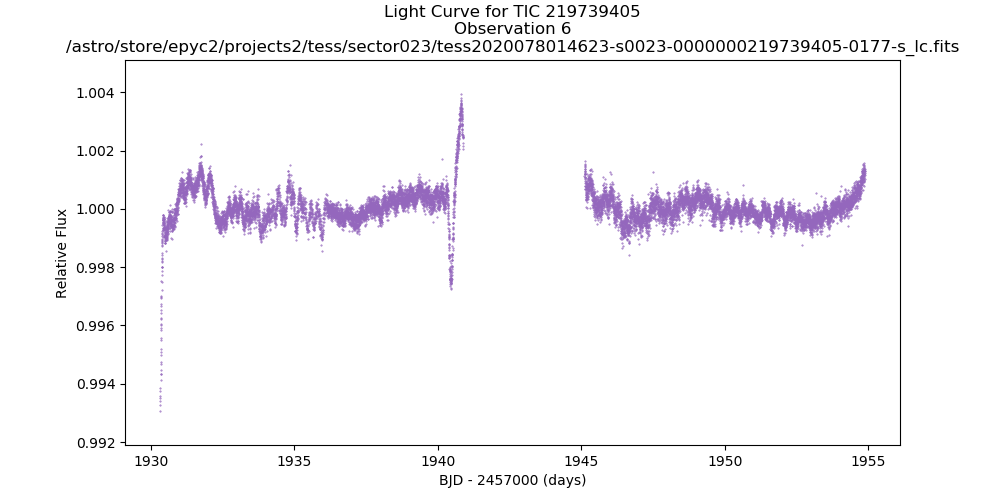 Light Curve for TIC 219739405
Observation 6
/astro/store/epyc2/projects2/tess/sector023/tess2020078014623-s0023-0000000219739405-0177-s_lc.fits
1.004
1.002
1.000
0.998
0.996
0.994
0.992
Relative Flux
1930 1935 1940 1945 1950 1955
BJD - 2457000 (days)